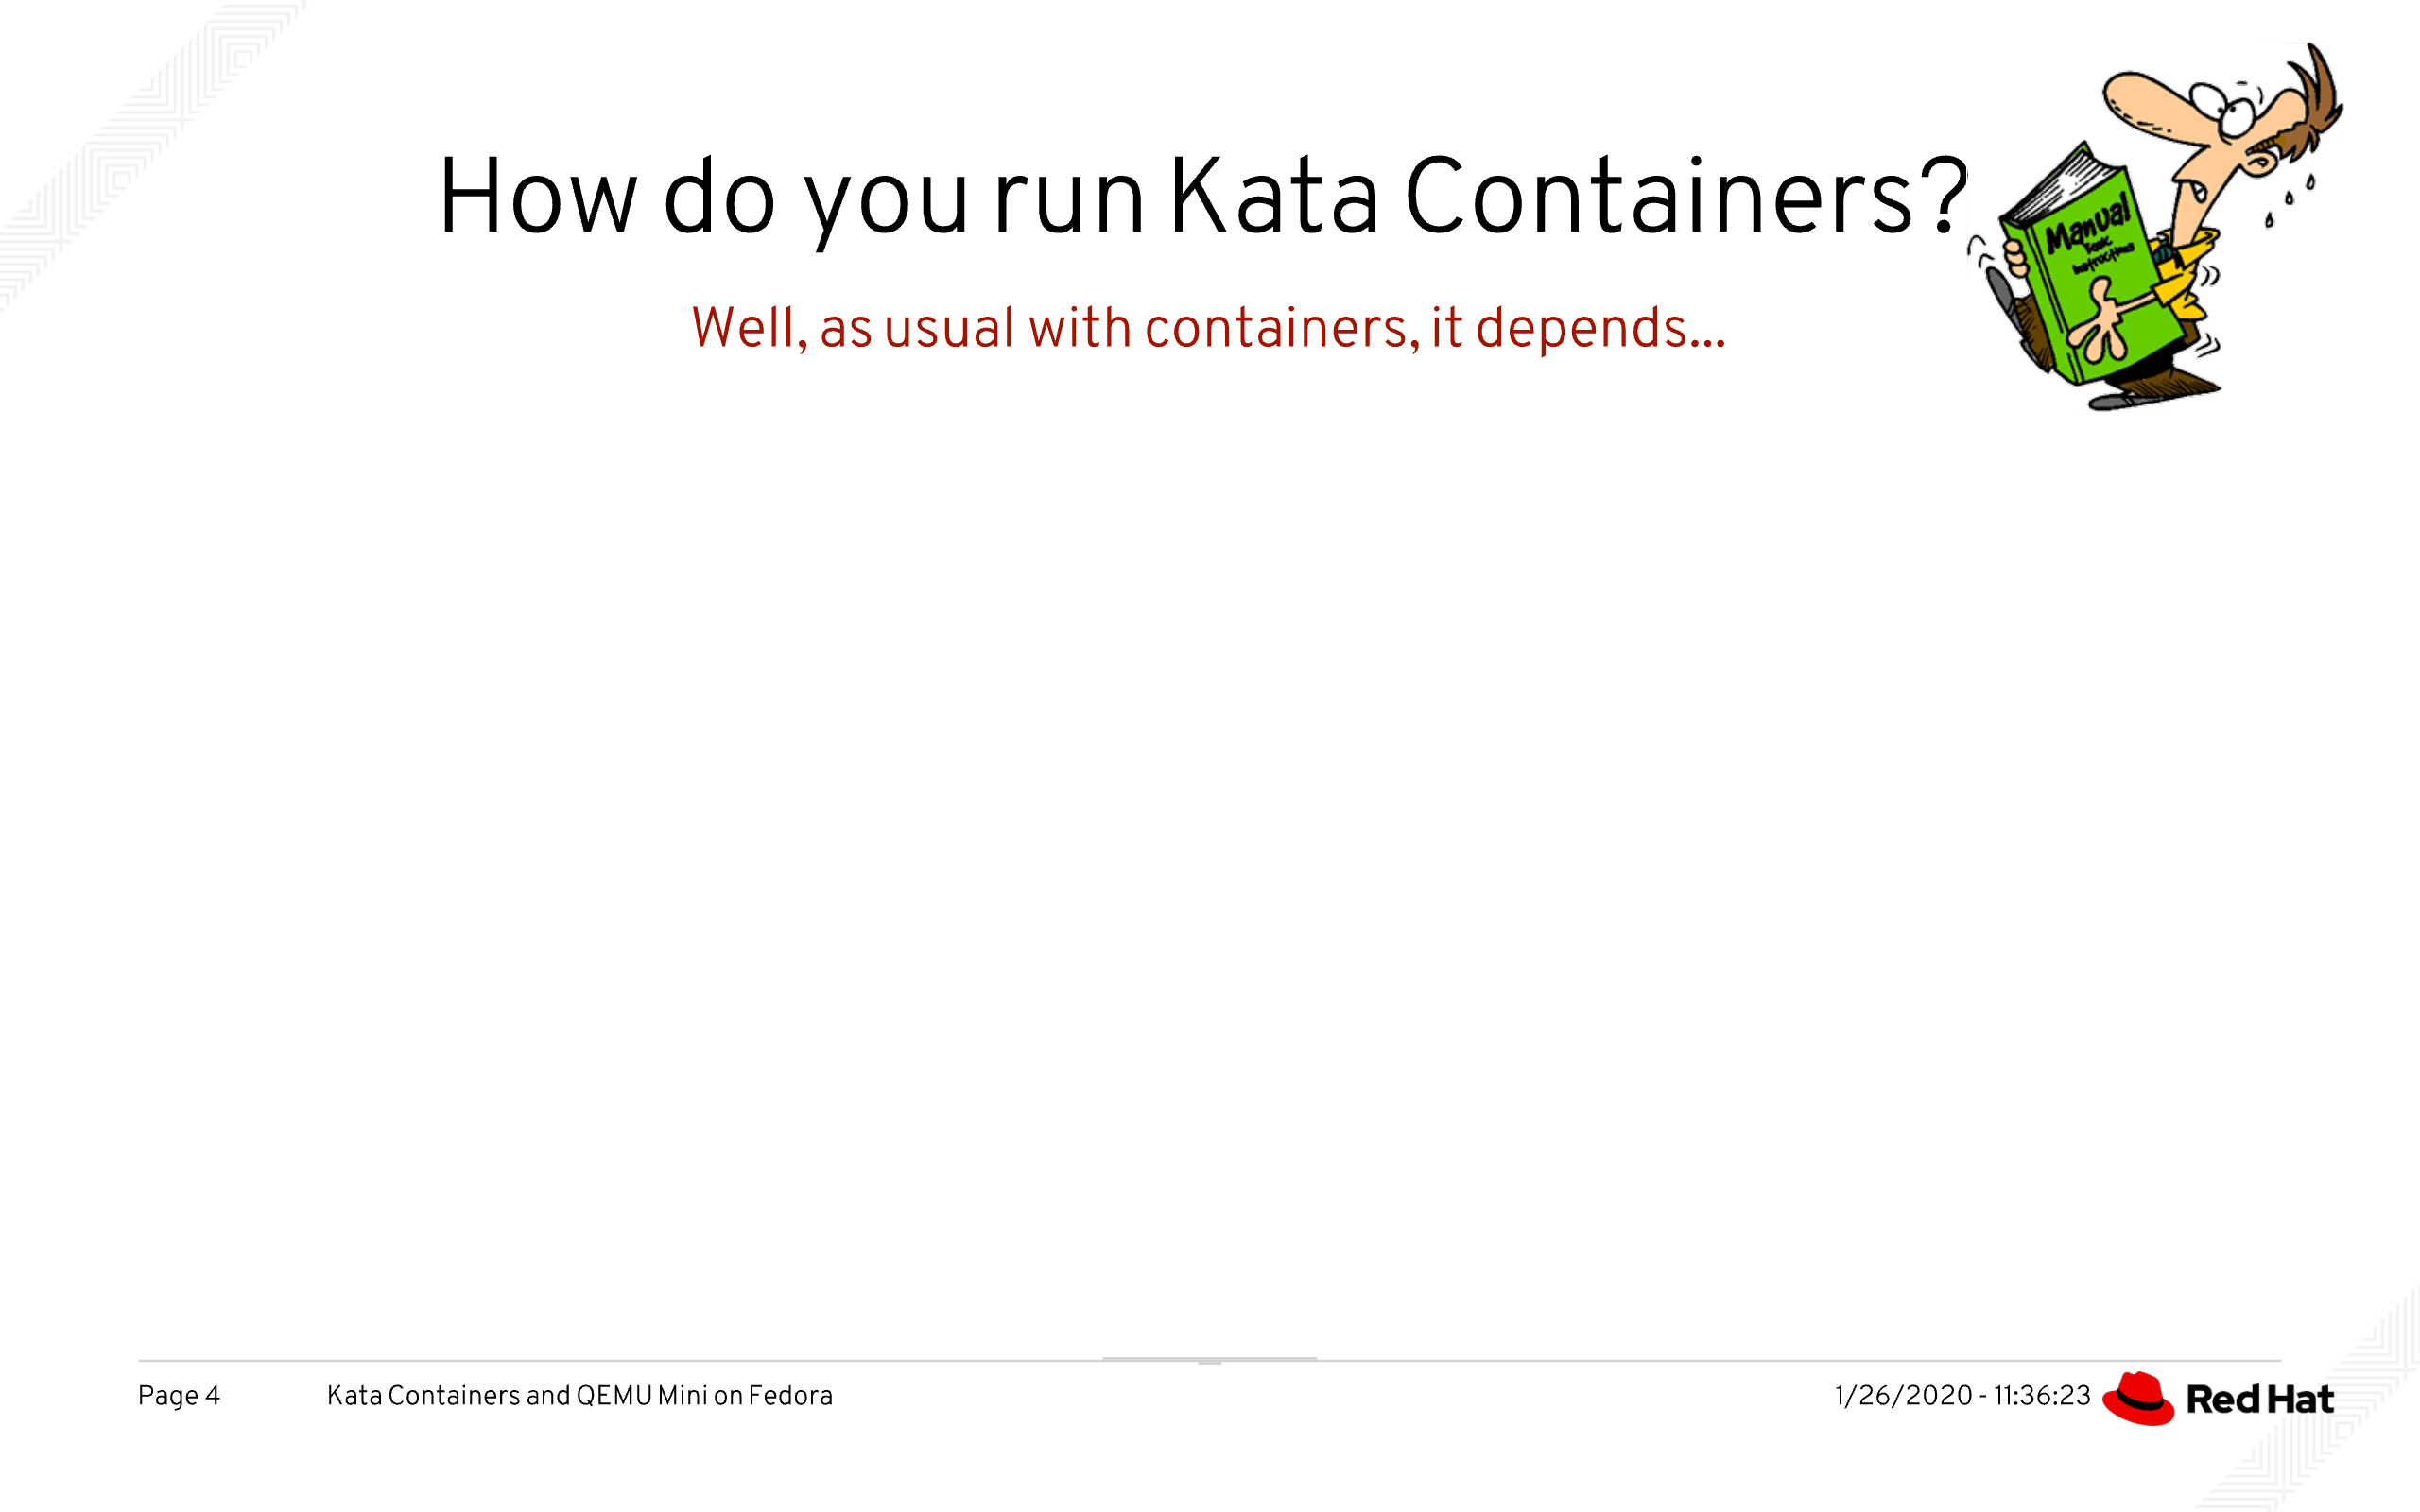 How do you run Kata Containers?
Well, as usual with containers, it depends...
Manual
Book
Instructions
Page 4
Kata Containers and QEMU Mini on Fedora
1/26/2020 - 11:36:23
Red Hat